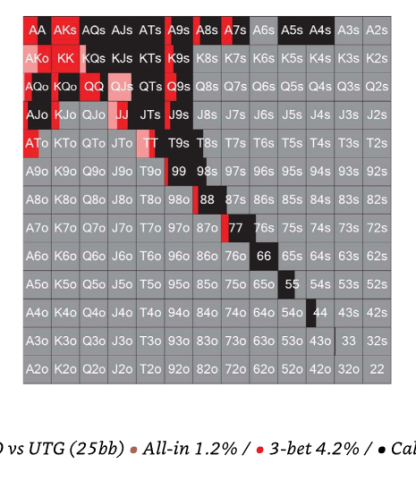 AA AKs AQs AJs ATs A9s A8s A7s A6s A5s A4s A3s A2s
AKo KK KQs KJs KTs K9s K8s K7s K6s K5s K4s K3s K2s
AQo KQo QQ QJs QTs Q9s Q8s Q7s Q6s Q5s Q4s Q3s Q2s
AJo KJo QJo JJ JTs J9s J8s J7s J6s J5s J4s J3s J2s
ATo KTo QTo JTo TT T9s T8s T7s T6s T5s T4s T3s T2s
A9o K9o Q9o J9o T9o 99 98s 97s 96s 95s 94s 93s 92s
A8o K8o Q8o J8o T8o 98o 88 87s 86s 85s 84s 83s 82s
A7o K7o Q7o J7o T7o 97o 87o 77 76s 75s 74s 73s 72s
A6o K6o Q6o J6o T6o 96o 86o 76o 66 65s 64s 63s 62s
A5o K5o Q5o J5o T5o 95o 85o 75o 65o 55 54s 53s 52s
A4o K4o Q4o J4o T4o 94o 84o 74o 64o 54o 44 43s 42s
A3o K3o Q3o J3o T3o 93o 83o 73o 63o 53o 43o 33 32s
A2o K2o Q2o J2o T2o 92o 82o 72o 62o 52o 42o 32o 22
vs UTG (25bb) • All-in 1.2% / • 3-bet 4.2% / • Cal